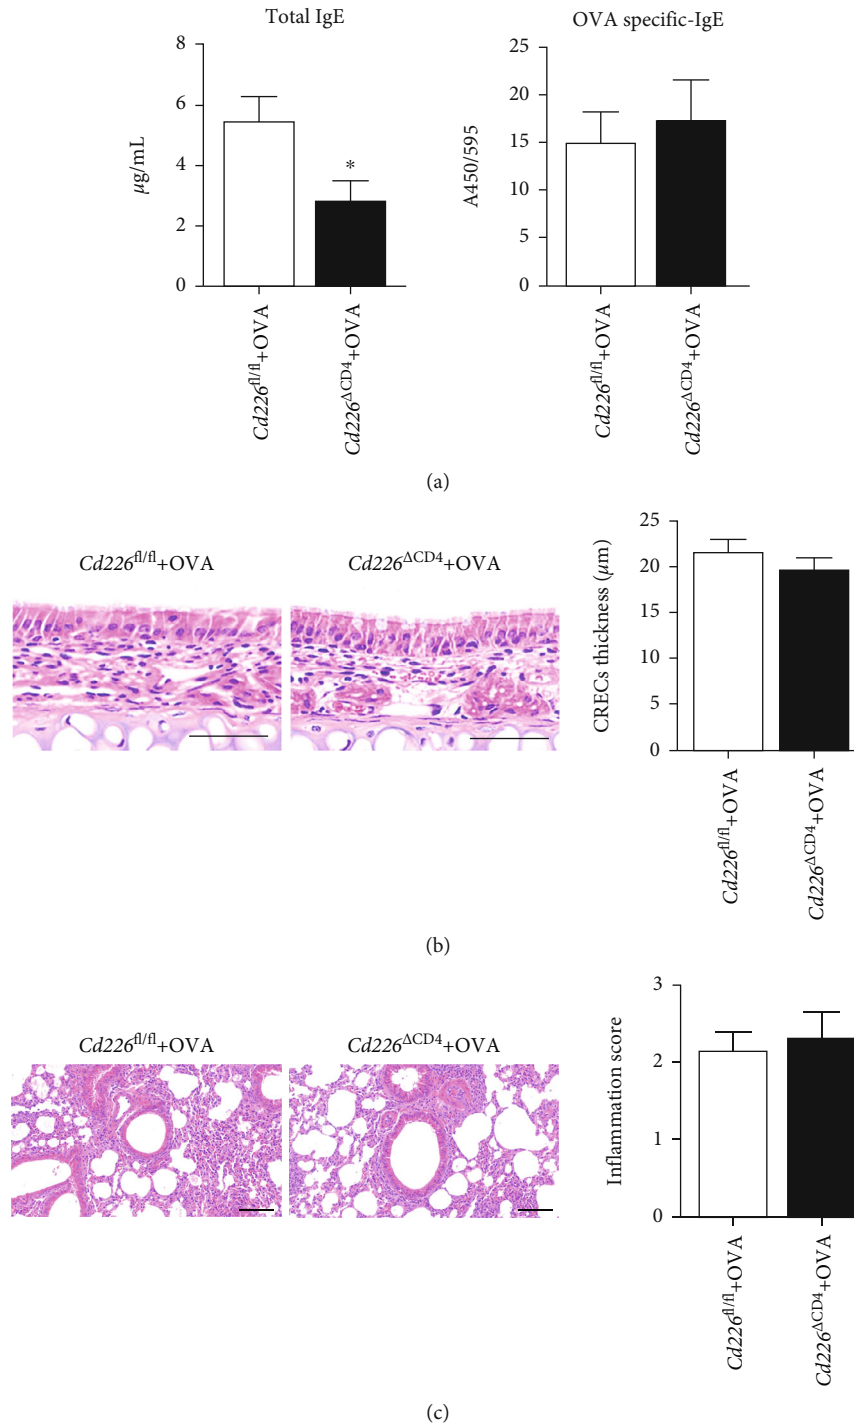 Total IgE
OVA specific-IgE
μg/mL
8
6
4
2
0
*
Cd226fl/fl+OVA
Cd226ΔCD4+OVA
A450/595
25
20
15
10
5
0
Cd226fl/fl+OVA
Cd226ΔCD4+OVA
(a)
Cd226fl/fl+OVA
Cd226ΔCD4+OVA
CRECs thickness (μm)
25
20
15
10
5
0
Cd226fl/fl+OVA
Cd226ΔCD4+OVA
(b)
Cd226fl/fl+OVA
Cd226ΔCD4+OVA
Inflammation score
3
2
1
0
Cd226fl/fl+OVA
Cd226ΔCD4+OVA
(c)